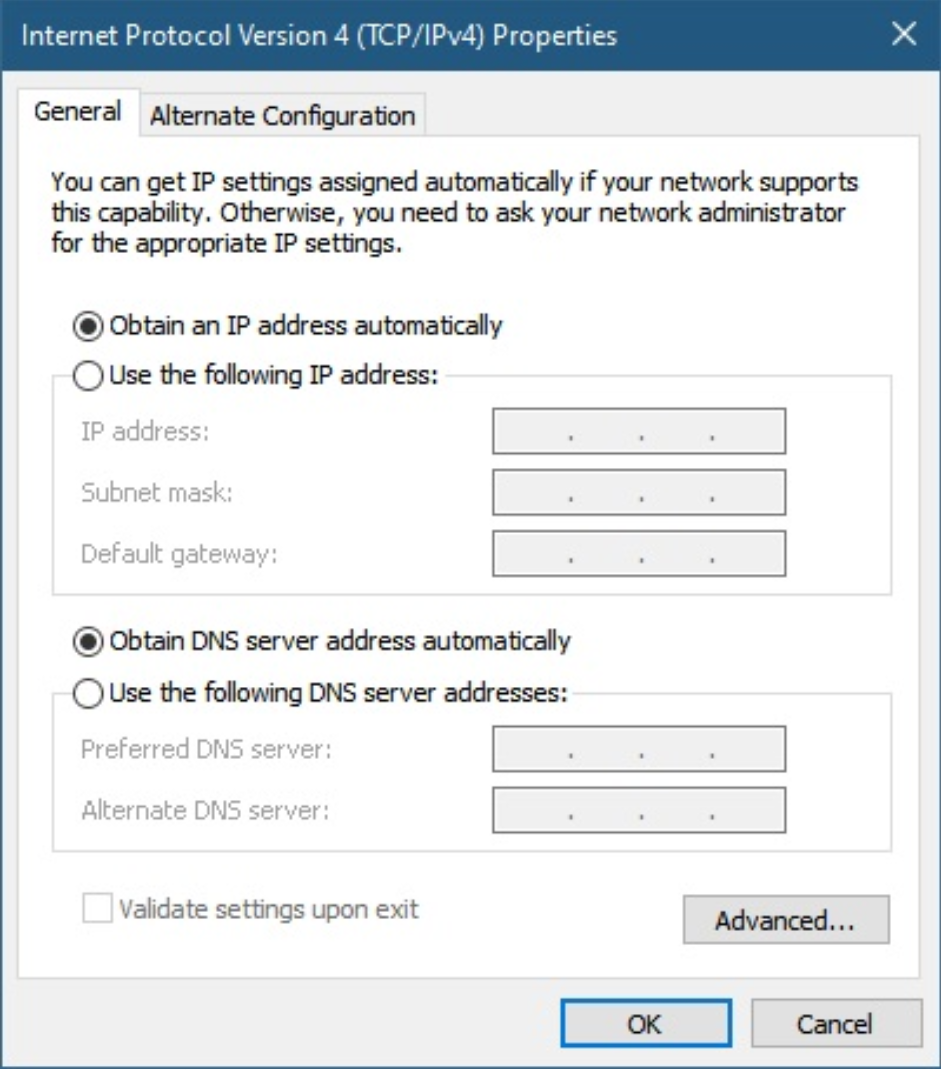 Internet Protocol Version 4 (TCP/IPv4) Properties
General
Alternate Configuration
You can get IP settings assigned automatically if your network supports
this capability. Otherwise, you need to ask your network administrator
for the appropriate IP settings.
Obtain an IP address automatically
Use the following IP address:
IP address:
. . .
Subnet mask:
. . .
Default gateway:
. . .
Obtain DNS server address automatically
Use the following DNS server addresses:
Preferred DNS server:
. . .
Alternate DNS server:
. . .
Validate settings upon exit
Advanced...
OK
Cancel